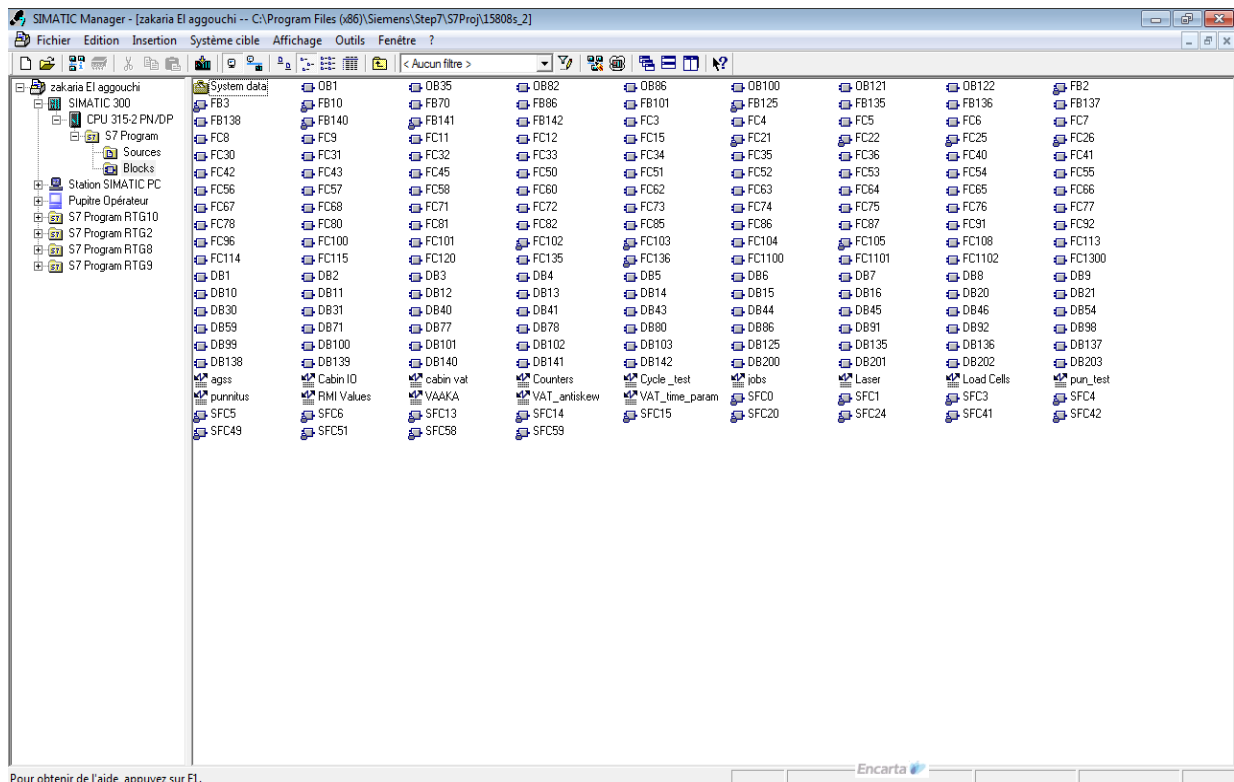 SIMATIC Manager - [zakaria El aggouchi -- C:\Program Files (x86)\Siemens\Step7\S7Proj\15808s_2]
Fichier Edition Insertion Système cible Affichage Outils Fenêtre ?
< Aucun filtre >
zakaria El aggouchi
SIMATIC 300
CPU 315-2 PN/DP
S7 Program
Sources
Blocks
Station SIMATIC PC
Pupitre Opérateur
S7 Program RTG10
S7 Program RTG2
S7 Program RTG8
S7 Program RTG9
System data OB1 OB35 OB82 OB86 OB100 OB121 OB122 FB2
FB3 FB10 FB70 FB86 FB101 FB125 FB135 FB136 FB137
FB138 FB140 FB141 FB142 FC3 FC4 FC5 FC6 FC7
FC8 FC9 FC11 FC12 FC15 FC21 FC22 FC25 FC26
FC30 FC31 FC32 FC33 FC34 FC35 FC36 FC40 FC41
FC42 FC43 FC45 FC50 FC51 FC52 FC53 FC54 FC55
FC56 FC57 FC58 FC60 FC62 FC63 FC64 FC65 FC66
FC67 FC68 FC71 FC72 FC73 FC74 FC75 FC76 FC77
FC78 FC80 FC81 FC82 FC85 FC86 FC87 FC91 FC92
FC96 FC100 FC101 FC102 FC103 FC104 FC105 FC108 FC113
FC114 FC115 FC120 FC135 FC136 FC1100 FC1101 FC1102 FC1300
DB1 DB2 DB3 DB4 DB5 DB6 DB7 DB8 DB9
DB10 DB11 DB12 DB13 DB14 DB15 DB16 DB20 DB21
DB30 DB31 DB40 DB41 DB43 DB44 DB45 DB46 DB54
DB59 DB71 DB77 DB78 DB80 DB86 DB91 DB92 DB98
DB99 DB100 DB101 DB102 DB103 DB125 DB135 DB136 DB137
DB138 DB139 DB140 DB141 DB142 DB200 DB201 DB202 DB203
agss Cabin IO cabin vat Counters Cycle _test jobs Laser Load Cells pun_test
punnitus RMI Values VAAKA VAT_antiskew VAT_time_param SFC0 SFC1 SFC3 SFC4
SFC5 SFC6 SFC13 SFC14 SFC15 SFC20 SFC24 SFC41 SFC42
SFC49 SFC51 SFC58 SFC59
Pour obtenir de l'aide, appuyez sur F1.
Encarta